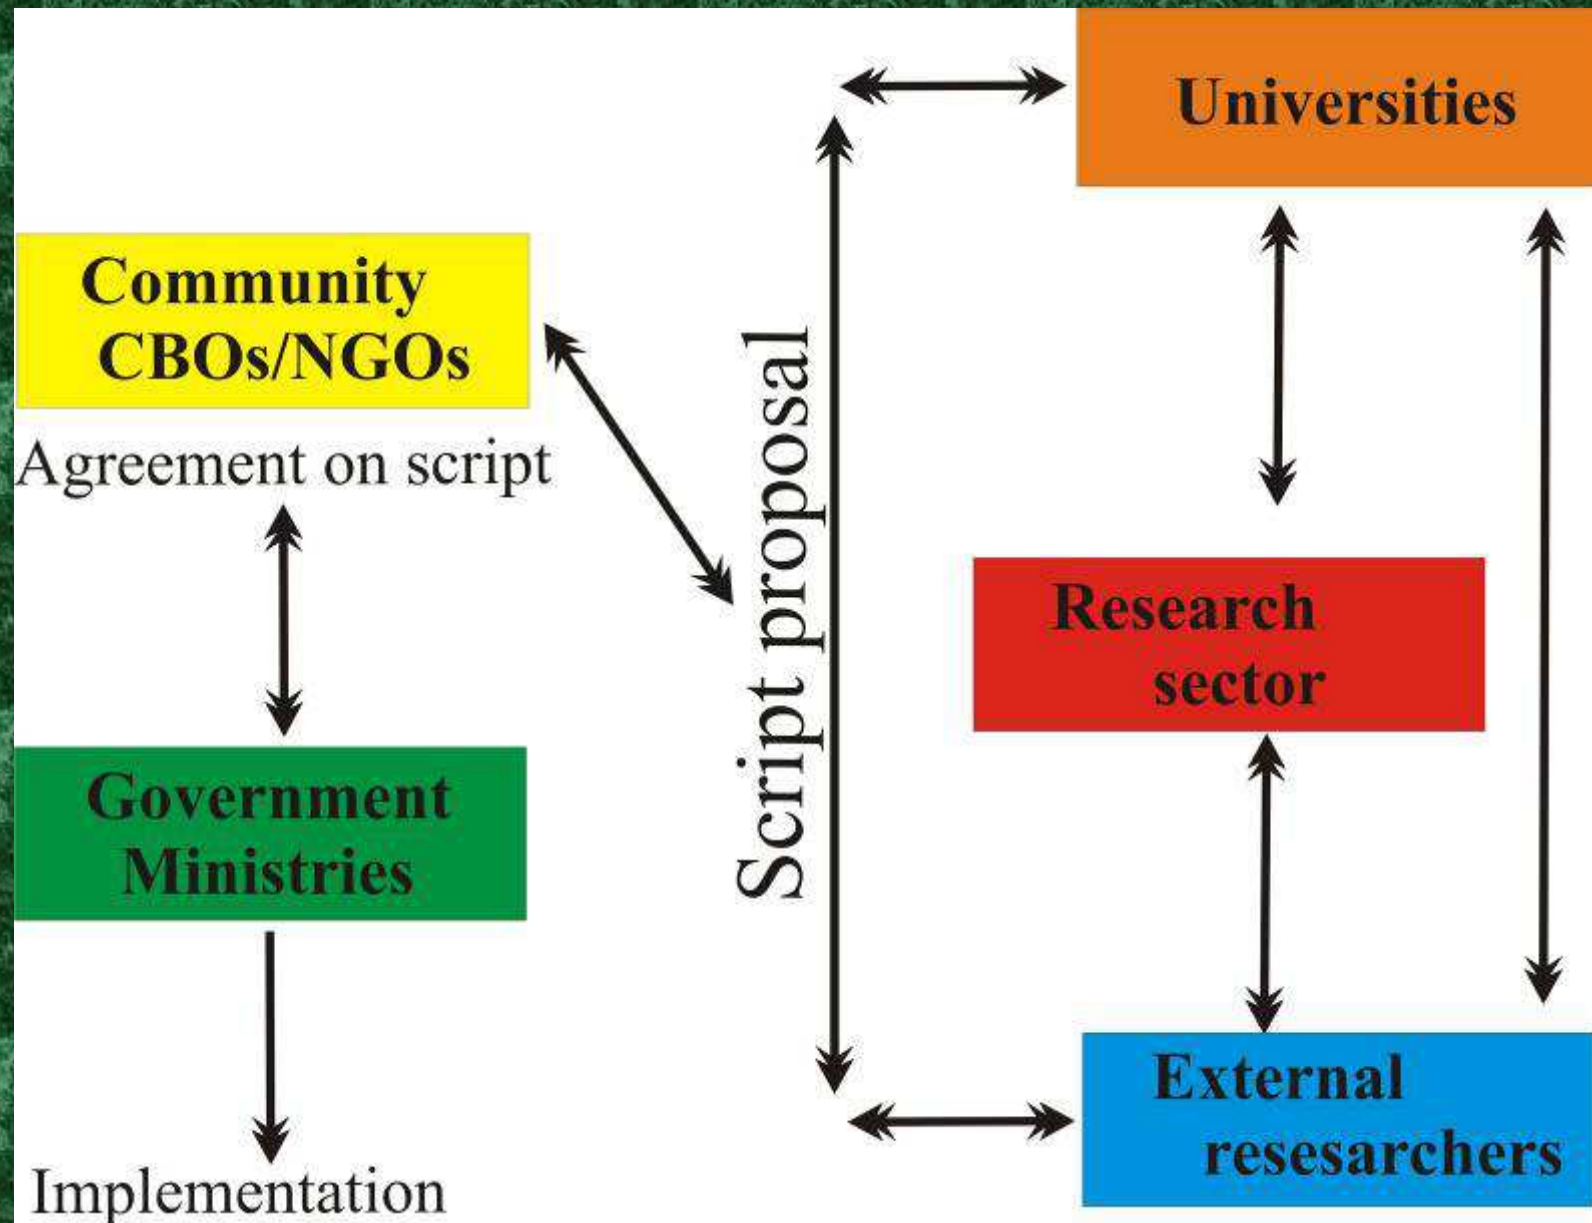 Universities
Community
CBOs/NGOs
Agreement on script
Script proposal
Research
sector
Government
Ministries
External
resesarchers
Implementation